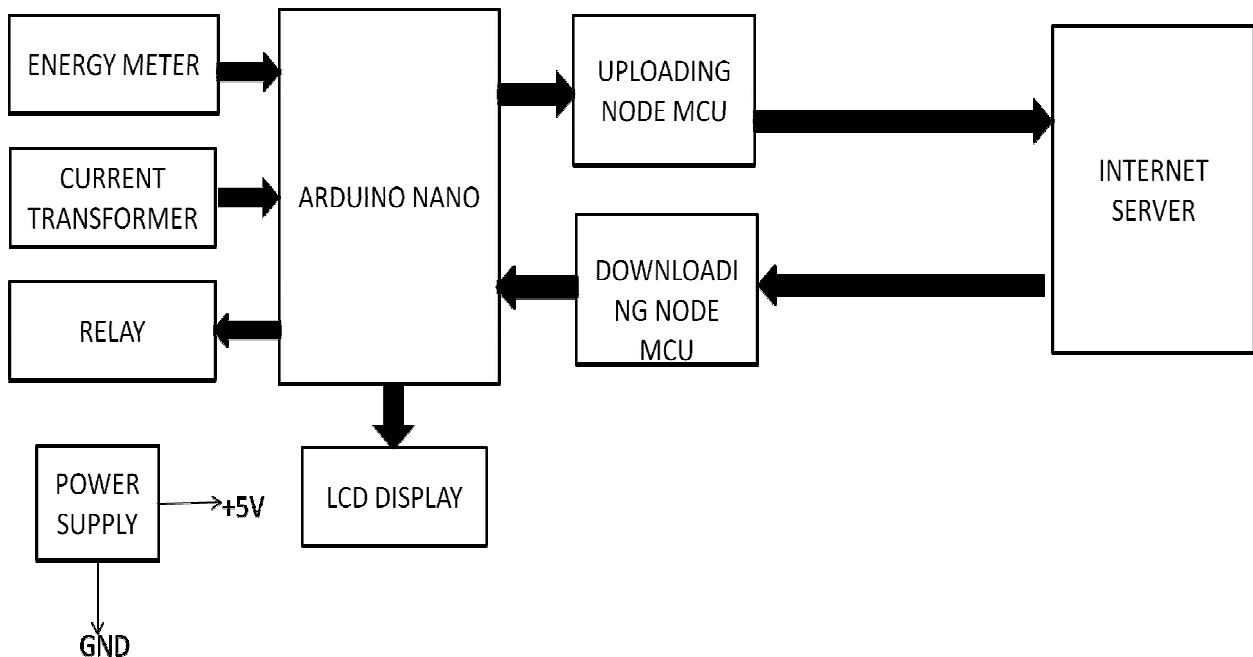 ENERGY METER
CURRENT
TRANSFORMER
RELAY
ARDUINO NANO
UPLOADING
NODE MCU
DOWNLOADI
NG NODE
MCU
INTERNET
SERVER
LCD DISPLAY
POWER
SUPPLY
+5V
GND